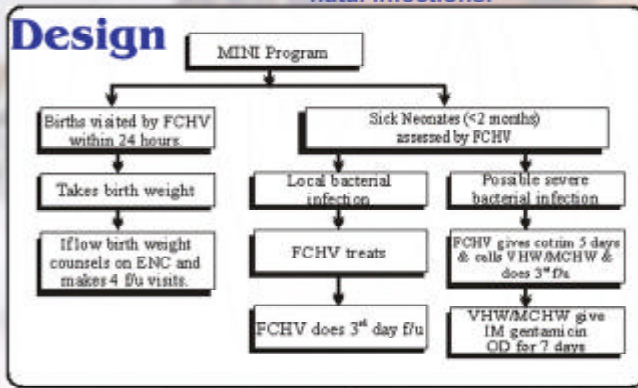 natal infections.
Design
MINI Program
Births visited by FCHV
within 24 hours.
Takes birth weight
If low birth weight
counsels on ENC and
makes 4 f/u visits.
Sick Neonates (<2 months)
assessed by FCHV
Local bacterial
infection
FCHV treats
FCHV does 3rd day f/u
Possible severe
bacterial infection
FCHV gives cotrim 5 days
& calls VHW/MCHW &
does 3rd f/u
VHW/MCHW give
IM gentamicin
OD for 7 days